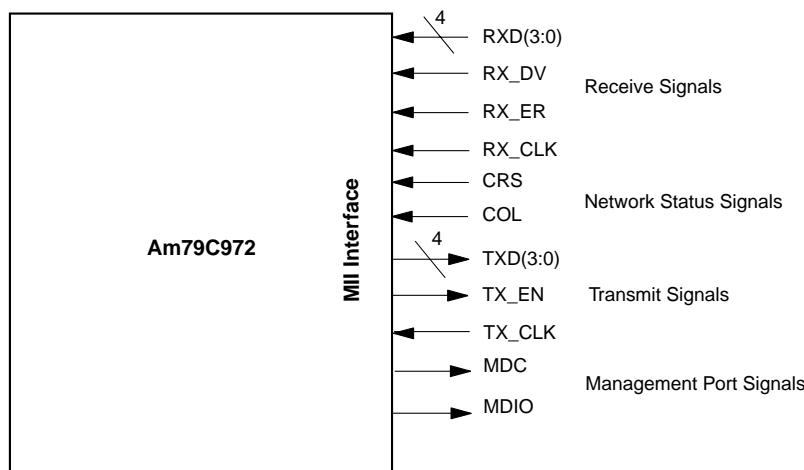 4
RXD(3:0)
RX_DV
Receive Signals
RX_ER
RX_CLK
CRS
Network Status Signals
COL
Am79C972
MII Interface
4
TXD(3:0)
TX_EN
Transmit Signals
TX_CLK
MDC
Management Port Signals
MDIO